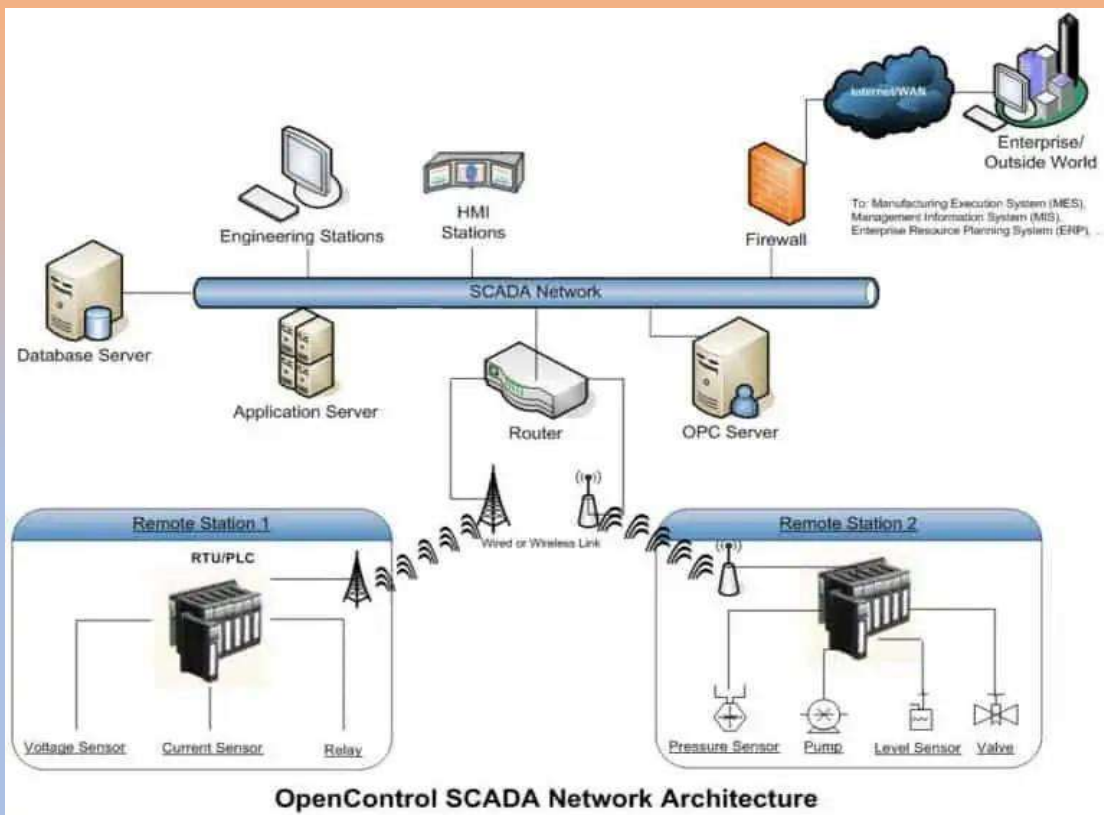 Internet/WAN
Enterprise/
Outside World
To: Manufacturing Execution System (MES),
Management Information System (MIS),
Enterprise Resource Planning System (ERP), ..
Engineering Stations
HMI
Stations
Firewall
SCADA Network
Database Server
Application Server
Router
OPC Server
Wired or Wireless Link
Remote Station 1
RTU/PLC
Voltage Sensor
Current Sensor
Relay
Remote Station 2
Pressure Sensor
Pump
Level Sensor
Valve
OpenControl SCADA Network Architecture